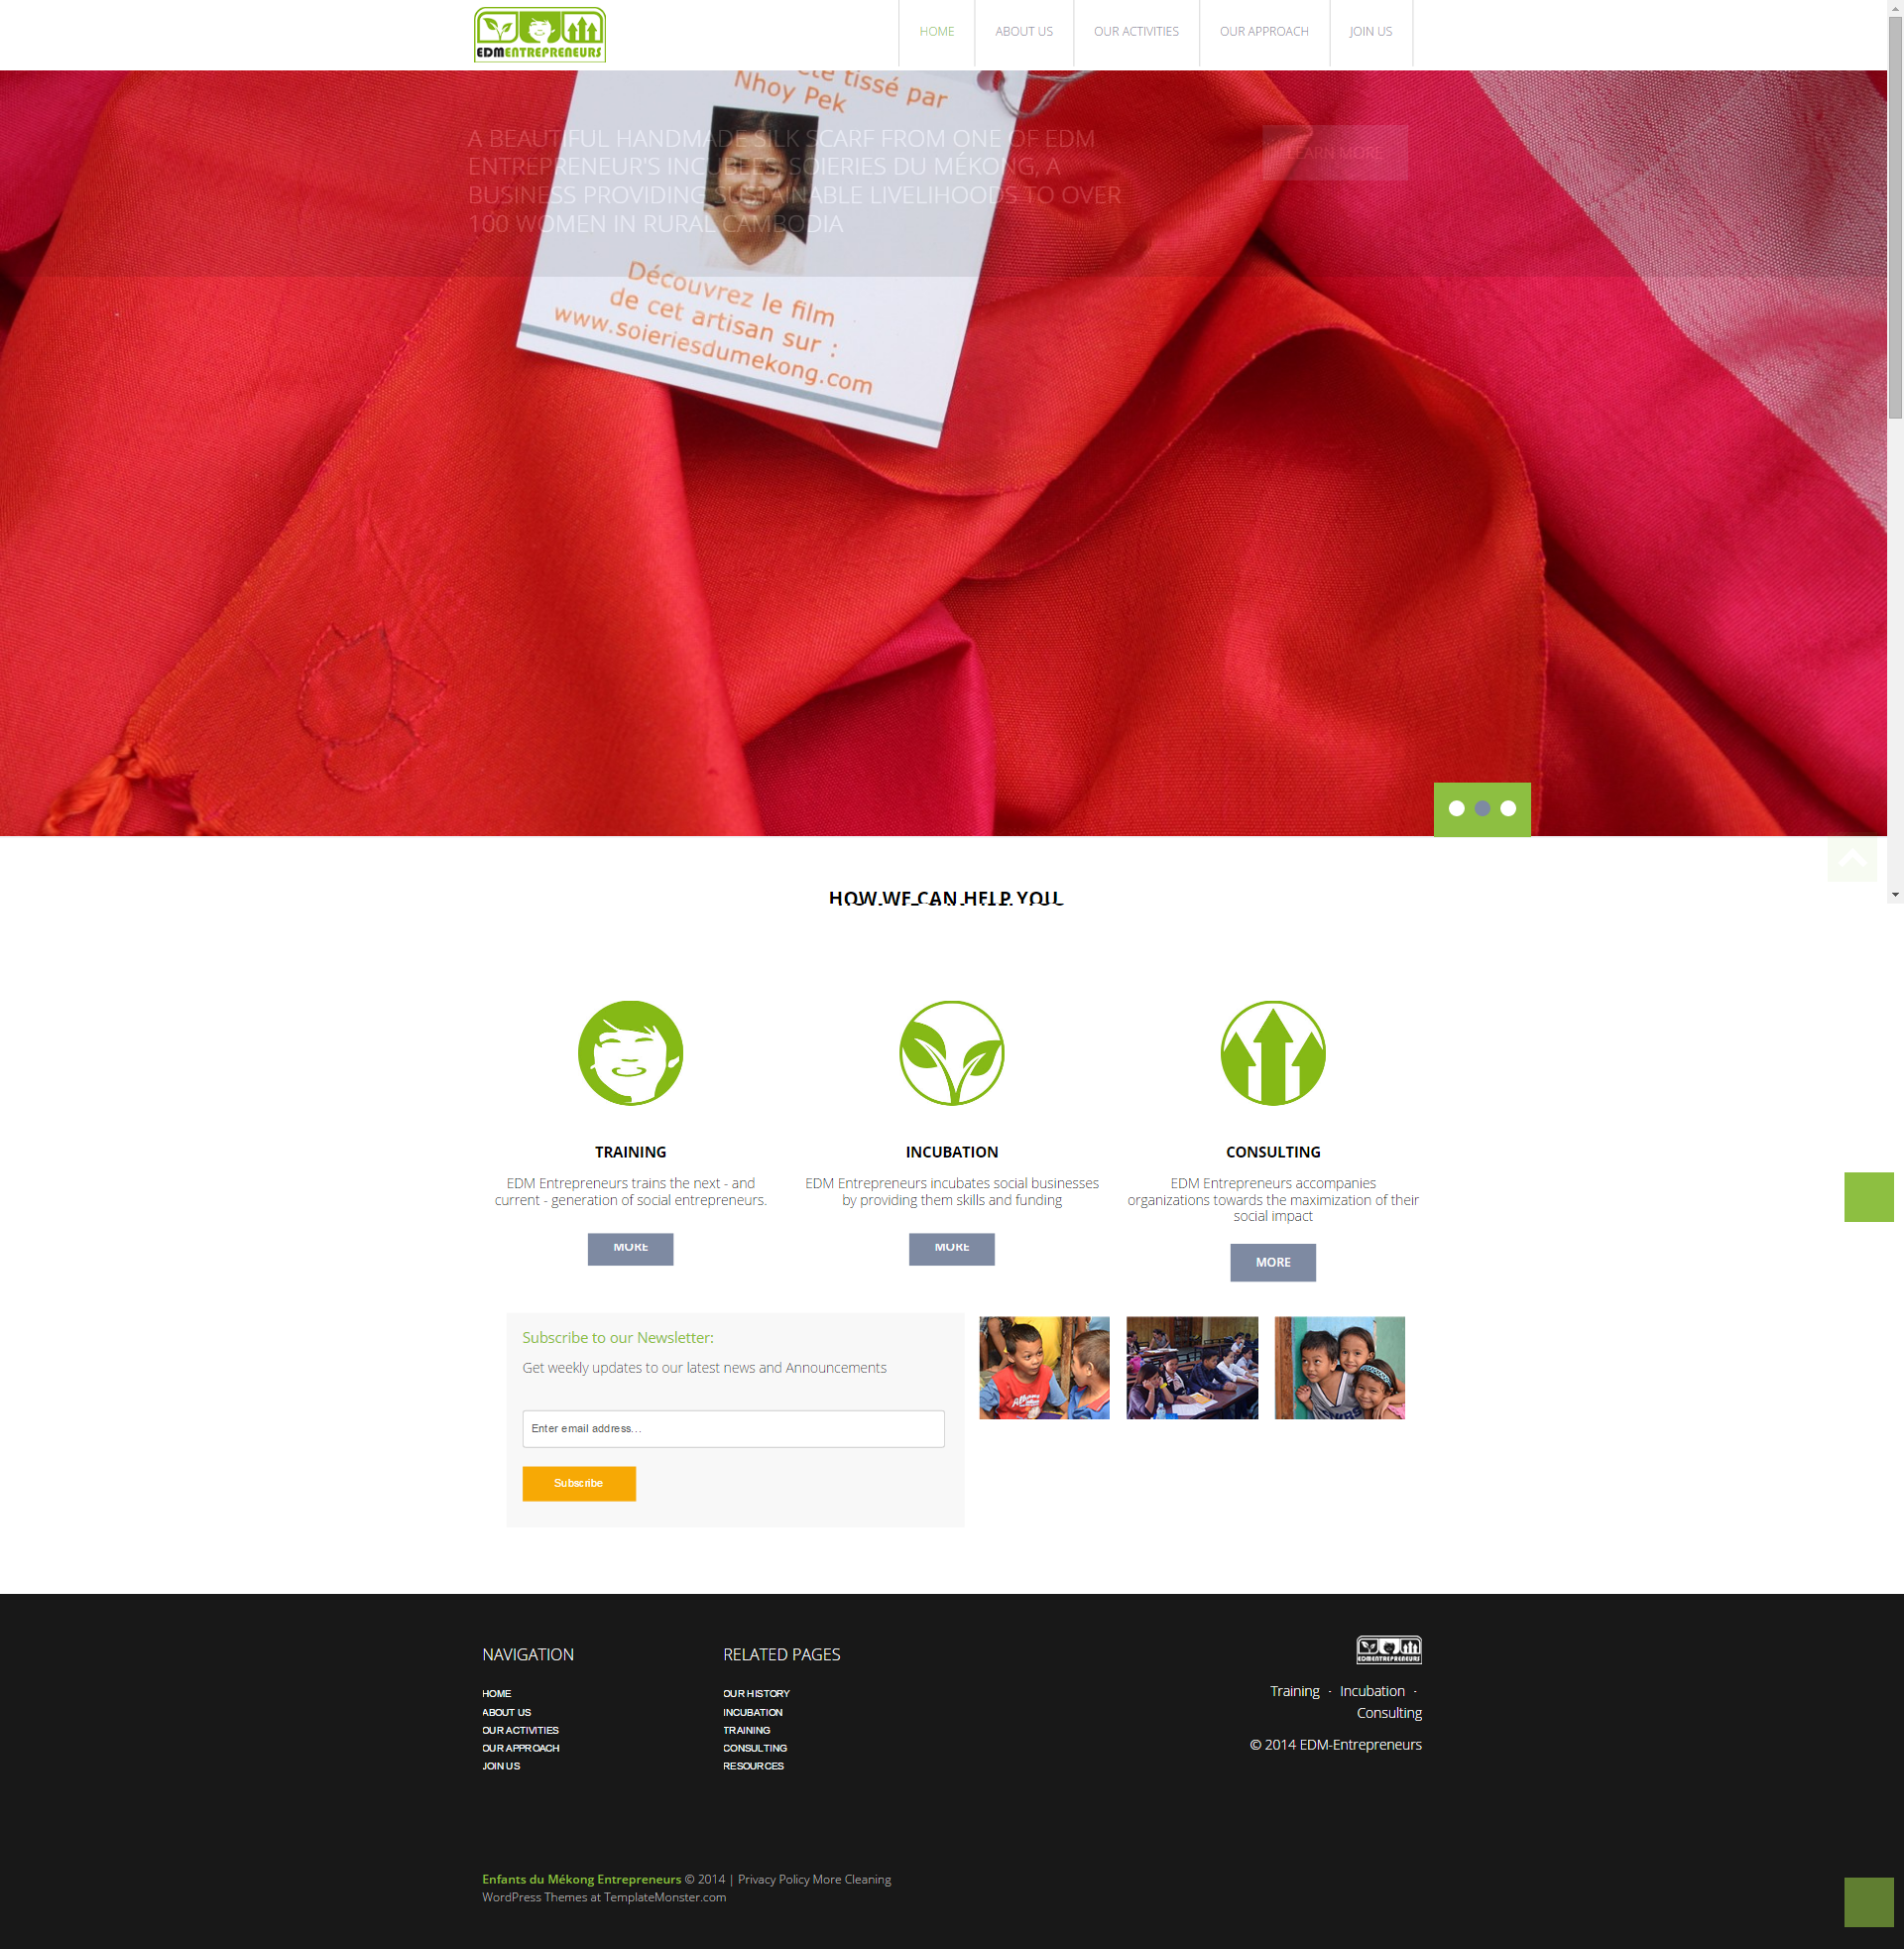 EDMENTREPRENEURS
HOME
ABOUT US
OUR ACTIVITIES
OUR APPROACH
JOIN US
tissé par
Nhoy Pek
A BEAUTIFUL HANDMADE SILK SCARF FROM ONE OF EDM
ENTREPRENEUR'S SOIERIES DU MÉKONG, A
BUSINESS PROVIDING SUSTAINABLE LIVELIHOODS TO OVER
100 WOMEN IN RURAL CAMBODIA
LEARN MORE
Découvrez le film
de cet artisan sur :
www.soieriesdumekong.com
HOW WE CAN HELP YOU
TRAINING
EDM Entrepreneurs trains the next - and
current - generation of social entrepreneurs.
MORE
INCUBATION
EDM Entrepreneurs incubates social businesses
by providing them skills and funding
MORE
CONSULTING
EDM Entrepreneurs accompanies
organizations towards the maximization of their
social impact
MORE
Subscribe to our Newsletter:
Get weekly updates to our latest news and Announcements
Enter email address...
Subscribe
NAVIGATION
HOME
ABOUT US
OUR ACTIVITIES
OUR APPROACH
JOIN US
RELATED PAGES
OUR HISTORY
INCUBATION
TRAINING
CONSULTING
RESOURCES
EDMENTREPRENEURS
Training · Incubation ·
Consulting
© 2014 EDM-Entrepreneurs
Enfants du Mékong Entrepreneurs © 2014 | Privacy Policy More Cleaning
WordPress Themes at TemplateMonster.com